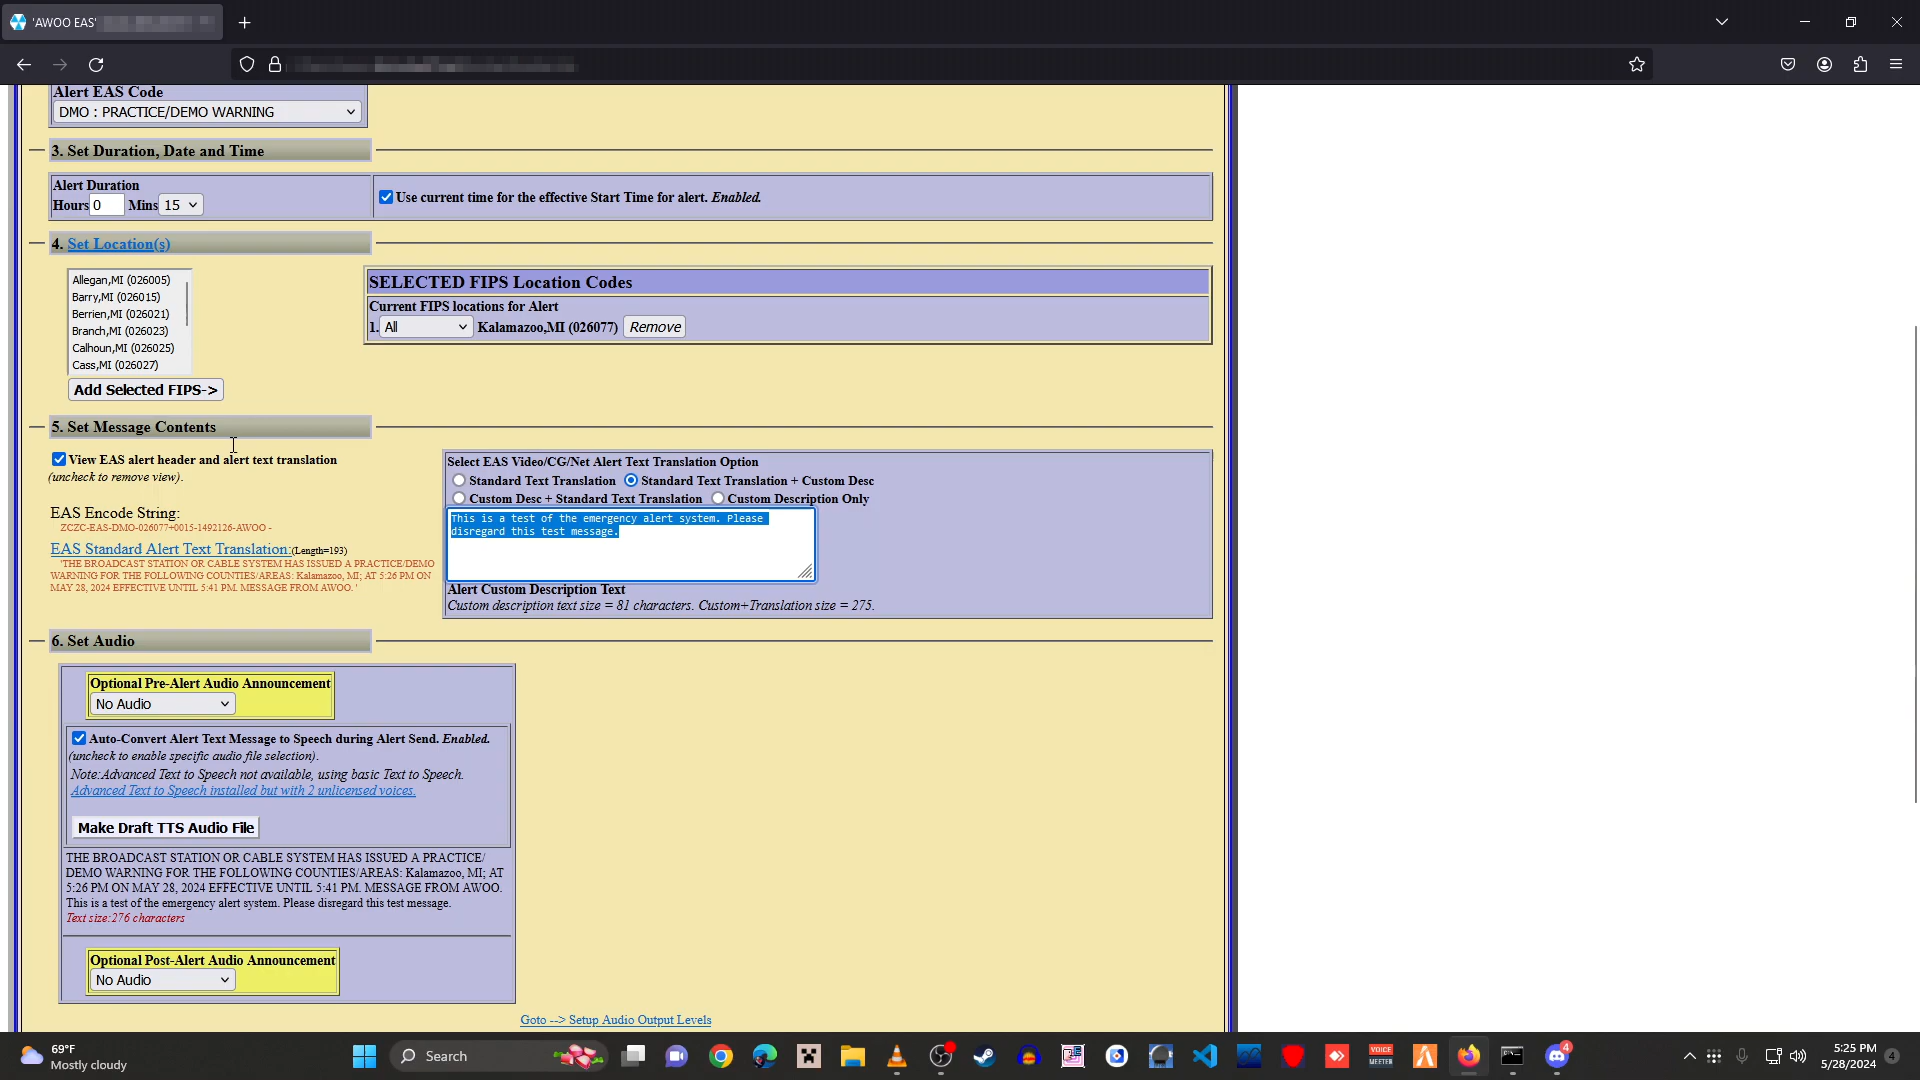 'AWOO EAS'
Alert EAS Code
DMO : PRACTICE/DEMO WARNING
3. Set Duration, Date and Time
Alert Duration
Hours 0 Mins 15
Use current time for the effective Start Time for alert. Enabled.
4. Set Location(s)
Allegan,MI (026005)
Barry,MI (026015)
Berrien,MI (026021)
Branch,MI (026023)
Calhoun,MI (026025)
Cass,MI (026027)
Add Selected FIPS->
SELECTED FIPS Location Codes
Current FIPS locations for Alert
1. All Kalamazoo,MI (026077) Remove
5. Set Message Contents
View EAS alert header and alert text translation
(uncheck to remove view).
EAS Encode String:
ZCZC-EAS-DMO-026077+0015-1492126-AWOO -
EAS Standard Alert Text Translation:(Length=193)
'THE BROADCAST STATION OR CABLE SYSTEM HAS ISSUED A PRACTICE/DEMO
WARNING FOR THE FOLLOWING COUNTIES/AREAS: Kalamazoo, MI; AT 5:26 PM ON
MAY 28, 2024 EFFECTIVE UNTIL 5:41 PM. MESSAGE FROM AWOO. '
Select EAS Video/CG/Net Alert Text Translation Option
Standard Text Translation Standard Text Translation + Custom Desc
Custom Desc + Standard Text Translation Custom Description Only
This is a test of the emergency alert system. Please
disregard this test message.
Alert Custom Description Text
Custom description text size = 81 characters. Custom+Translation size = 275.
6. Set Audio
Optional Pre-Alert Audio Announcement
No Audio
Auto-Convert Alert Text Message to Speech during Alert Send. Enabled.
(uncheck to enable specific audio file selection).
Note:Advanced Text to Speech not available, using basic Text to Speech.
Advanced Text to Speech installed but with 2 unlicensed voices.
Make Draft TTS Audio File
THE BROADCAST STATION OR CABLE SYSTEM HAS ISSUED A PRACTICE/
DEMO WARNING FOR THE FOLLOWING COUNTIES/AREAS: Kalamazoo, MI; AT
5:26 PM ON MAY 28, 2024 EFFECTIVE UNTIL 5:41 PM. MESSAGE FROM AWOO.
This is a test of the emergency alert system. Please disregard this test message.
Text size:276 characters
Optional Post-Alert Audio Announcement
No Audio
Goto --> Setup Audio Output Levels
69°F
Mostly cloudy
Search
VOICE
MEETER
4
5:25 PM
5/28/2024
4